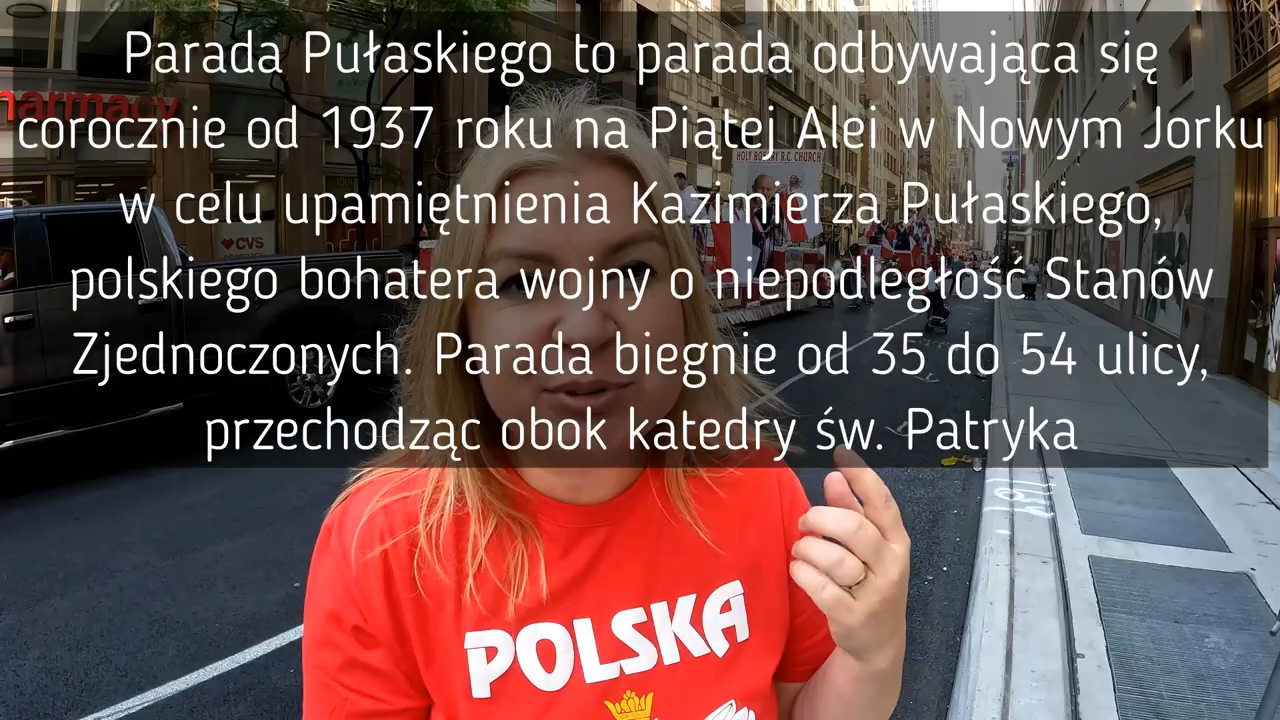 Parada Pułaskiego to parada odbywająca się
corocznie od 1937 roku na Piątej Alei w Nowym Jorku
w celu upamiętnienia Kazimierza Pułaskiego,
polskiego bohatera wojny o niepodległość Stanów
Zjednoczonych. Parada biegnie od 35 do 54 ulicy,
przechodząc obok katedry św. Patryka
harmacy
HOLY ROSARY R.C. CHURCH
CVS
POLSKA